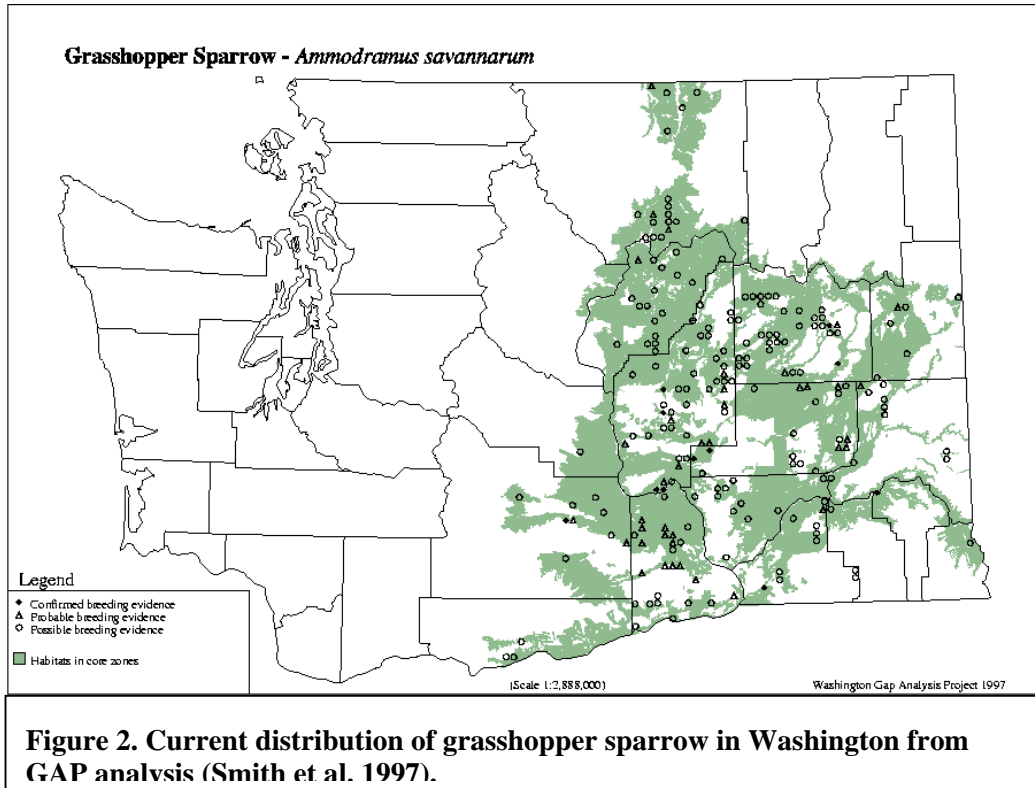 Grasshopper Sparrow - Ammodramus savannarum
Legend
Confirmed breeding evidence
Probable breeding evidence
Possible breeding evidence
Habitats in core zones
(Scale 1:2,888,000)
Washington Gap Analysis Project 1997
Figure 2. Current distribution of grasshopper sparrow in Washington from
GAP analysis (Smith et al. 1997).